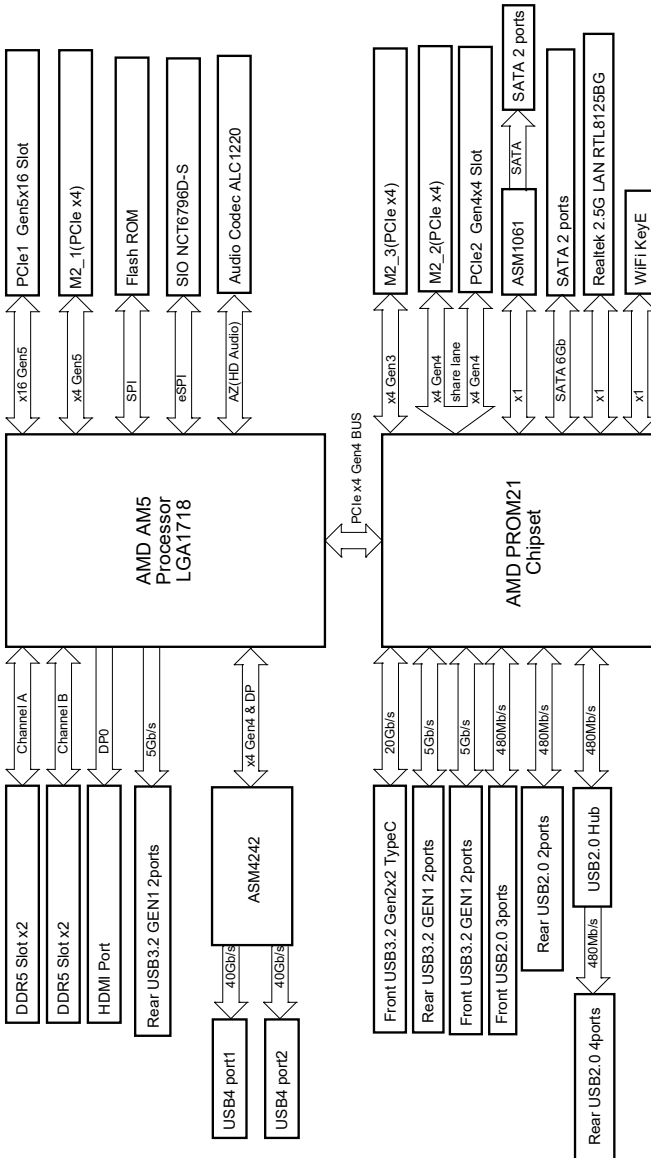 DDR5 Slot x2
Channel A
x16 Gen5
PCIe1 Gen5x16 Slot
DDR5 Slot x2
Channel B
x4 Gen5
M2_1(PCIe x4)
HDMI Port
DP0
AMD AM5
Processor
LGA1718
SPI
Flash ROM
Rear USB3.2 GEN1 2ports
5Gb/s
eSPI
SIO NCT6796D-S
AZ(HD Audio)
Audio Codec ALC1220
USB4 port1
40Gb/s
ASM4242
x4 Gen4 & DP
USB4 port2
40Gb/s
PCIe x4 Gen4 BUS
Front USB3.2 Gen2x2 TypeC
20Gb/s
x4 Gen3
M2_3(PCIe x4)
Rear USB3.2 GEN1 2ports
5Gb/s
x4 Gen4
M2_2(PCIe x4)
share lane
Front USB3.2 GEN1 2ports
5Gb/s
x4 Gen4
PCIe2 Gen4x4 Slot
Front USB2.0 3ports
480Mb/s
AMD PROM21
Chipset
x1
ASM1061
SATA
SATA 2 ports
Rear USB2.0 2ports
480Mb/s
SATA 6Gb
SATA 2 ports
Rear USB2.0 4ports
480Mb/s
USB2.0 Hub
480Mb/s
x1
Realtek 2.5G LAN RTL8125BG
x1
WiFi KeyE